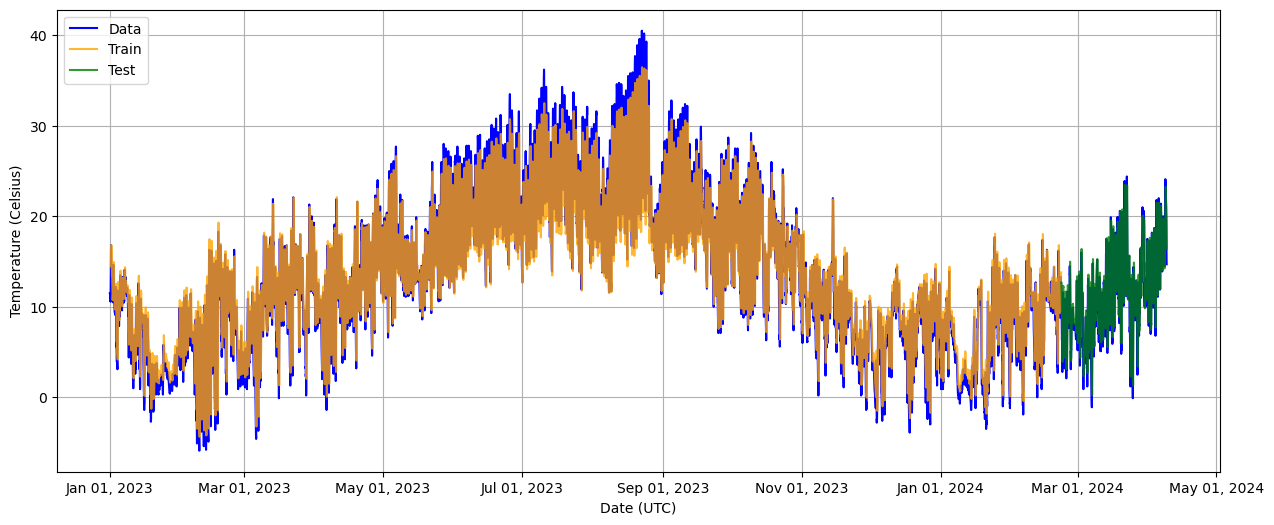 Data
Train
Test
Temperature (Celsius)
40
30
20
10
0
Jan 01, 2023
Mar 01, 2023
May 01, 2023
Jul 01, 2023
Sep 01, 2023
Nov 01, 2023
Jan 01, 2024
Mar 01, 2024
May 01, 2024
Date (UTC)